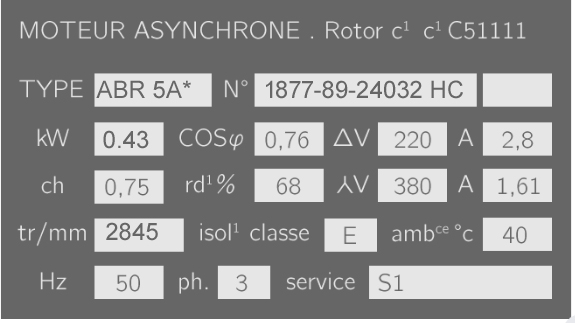 MOTEUR ASYNCHRONE . Rotor c¹ c¹ C51111
TYPE ABR 5A* N° 1877-89-24032 HC
kW 0.43 COSφ 0,76 ΔV 220 A 2,8
ch 0,75 rd¹% 68 ⅄V 380 A 1,61
tr/mm 2845 isol¹ classe E amb ce °c 40
Hz 50 ph. 3 service S1